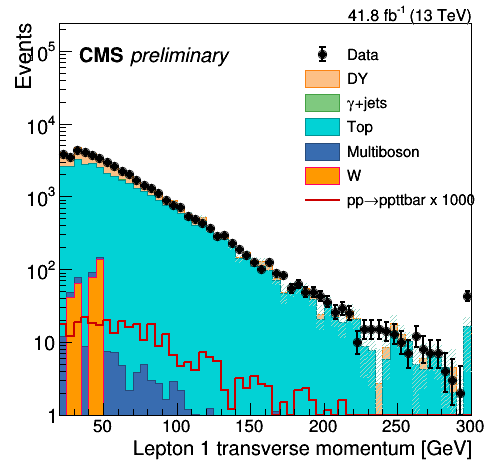 41.8 fb⁻¹ (13 TeV)
Events
CMS preliminary
Data
DY
γ+jets
Top
Multiboson
W
pp→ppttbar x 1000
10⁵
10⁴
10³
10²
10
1
50 100 150 200 250 300
Lepton 1 transverse momentum [GeV]